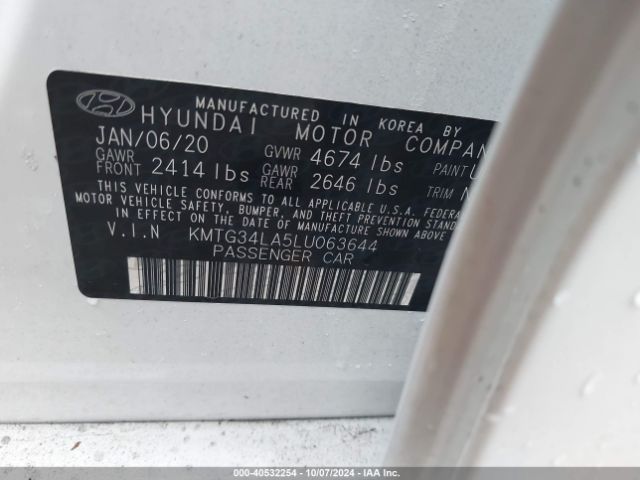 MANUFACTURED IN KOREA BY
HYUNDAI MOTOR COMPAN
JAN/06/20 GVWR 4674 lbs PAINT U
GAWR FRONT 2414 lbs GAWR REAR 2646 lbs TRIM N
THIS VEHICLE CONFORMS TO ALL APPLICABLE U.S.A. FEDERA
MOTOR VEHICLE SAFETY, BUMPER, AND THEFT PREVENTION STANDA
IN EFFECT ON THE DATE OF MANUFACTURE SHOWN ABOVE
V.I.N KMTG34LA5LU063644
PASSENGER CAR
000-40532254 - 10/07/2024 - IAA Inc.